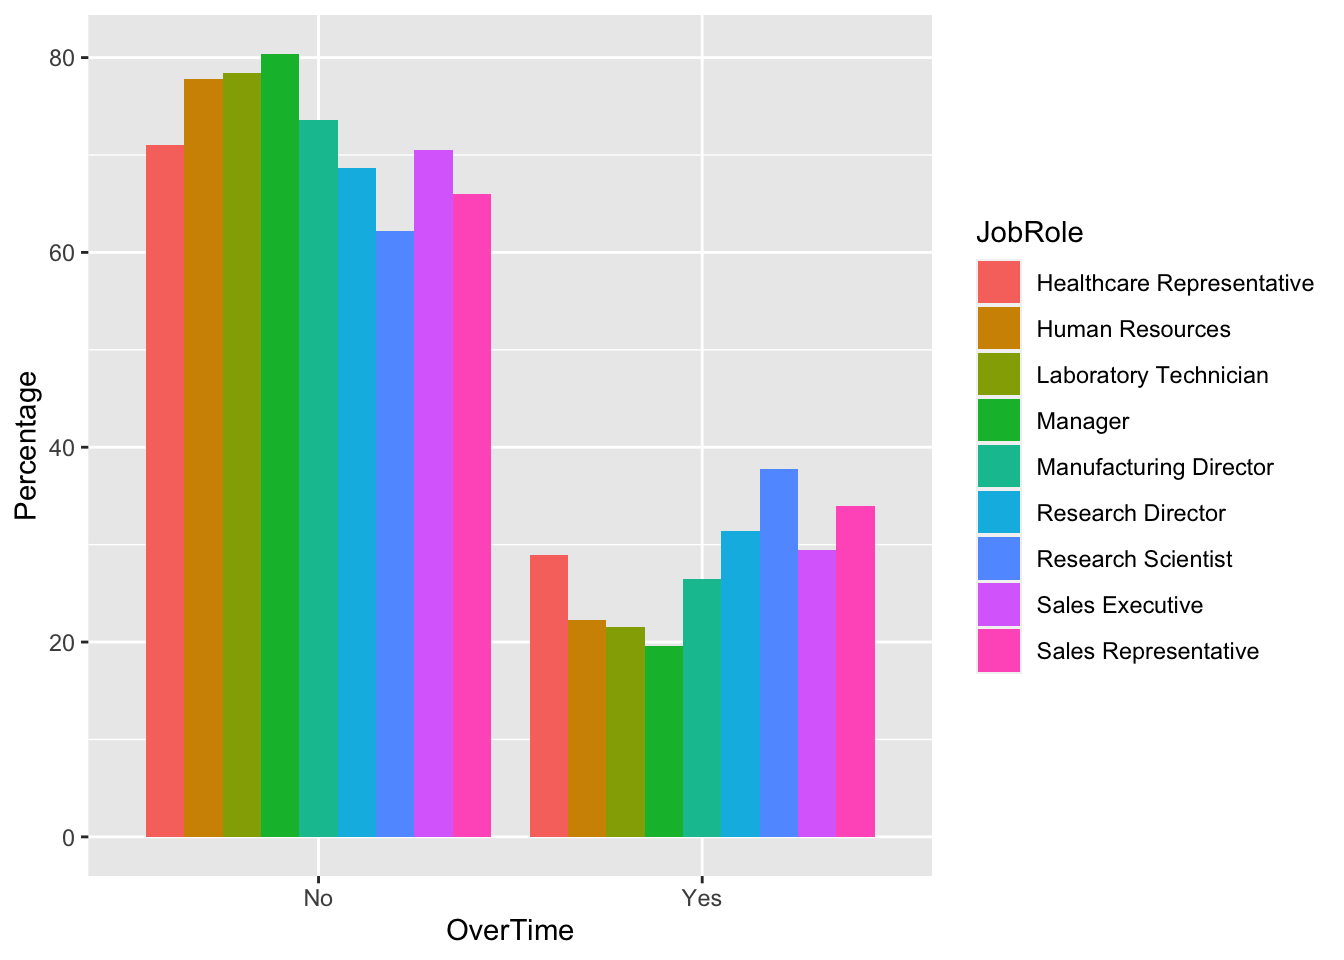 Percentage
80
60
40
20
0
No
Yes
OverTime
JobRole
Healthcare Representative
Human Resources
Laboratory Technician
Manager
Manufacturing Director
Research Director
Research Scientist
Sales Executive
Sales Representative